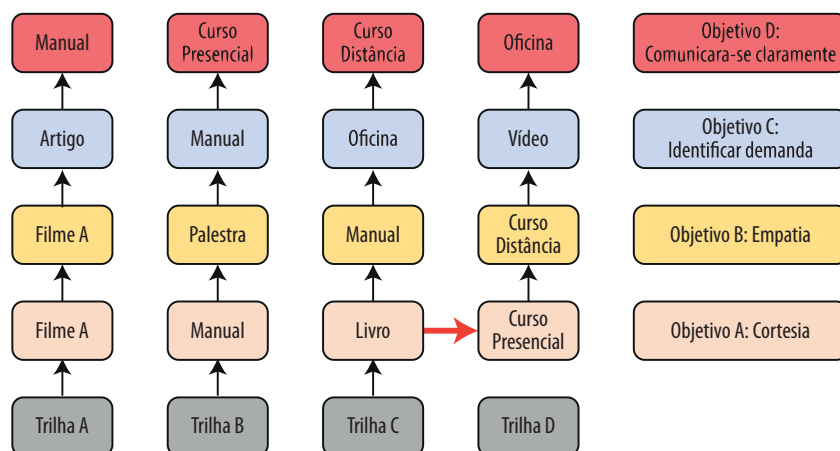 Manual
Curso
Presencial
Curso
Distância
Oficina
Objetivo D:
Comunicara-se claramente
Artigo
Manual
Oficina
Vídeo
Objetivo C:
Identificar demanda
Filme A
Palestra
Manual
Curso
Distância
Objetivo B: Empatia
Filme A
Manual
Livro
Curso
Presencial
Objetivo A: Cortesia
Trilha A
Trilha B
Trilha C
Trilha D